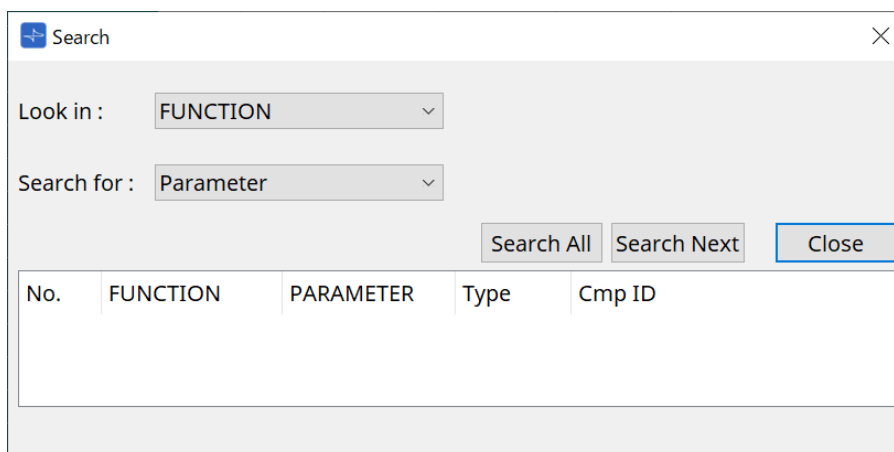 Search
Look in : FUNCTION
Search for : Parameter
Search All Search Next Close
No. FUNCTION PARAMETER Type Cmp ID